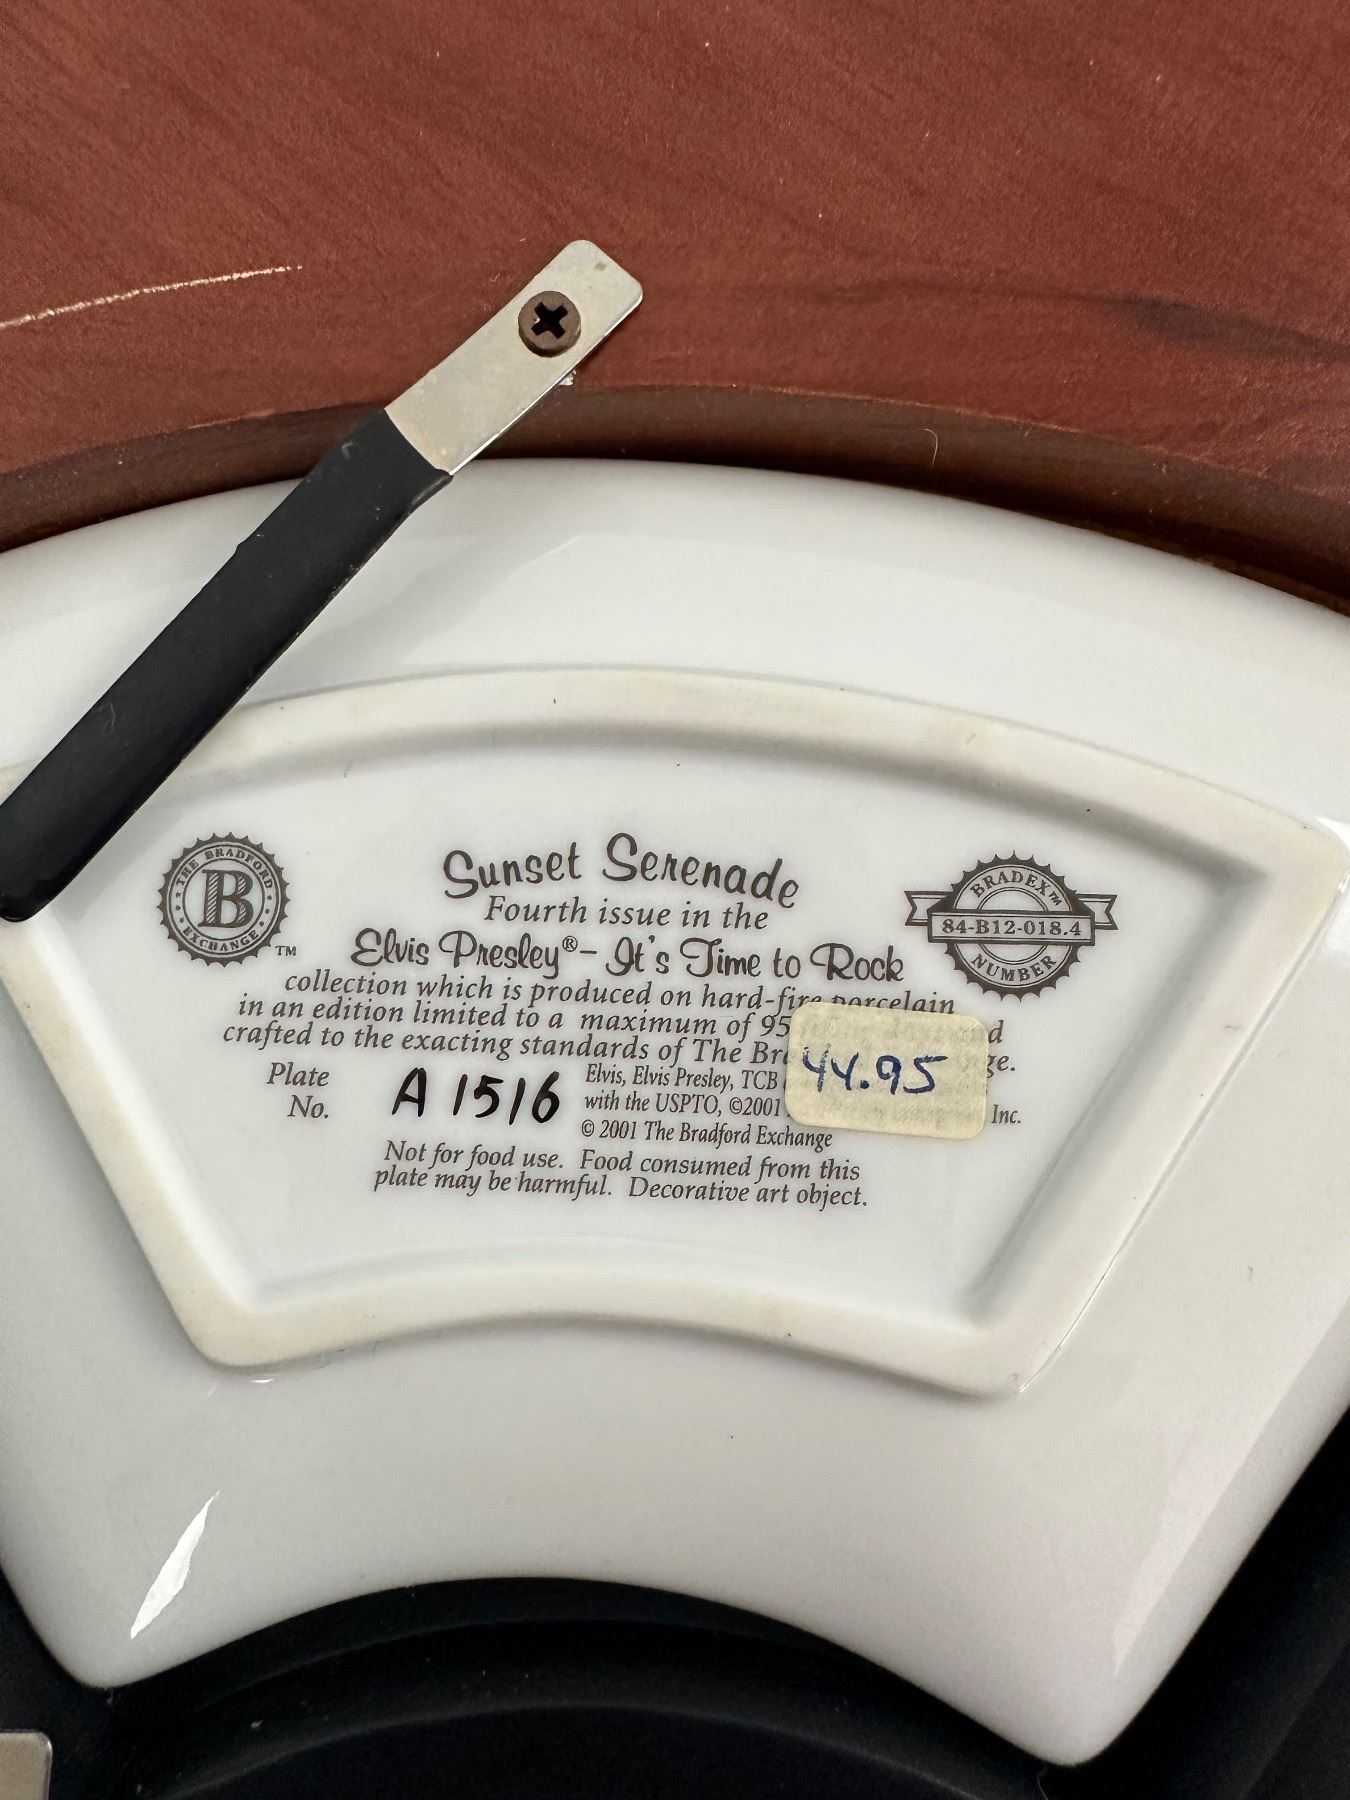 Sunset Serenade
Fourth issue in the
Elvis Presley® – It's Time to Rock
collection which is produced on hard-fire porcelain
in an edition limited to a maximum of 95
crafted to the exacting standards of The
Plate No. A 1516
Elvis, Elvis Presley, TCB
with the USPTO, ©2001 Inc.
© 2001 The Bradford Exchange
Not for food use. Food consumed from this
plate may be harmful. Decorative art object.
THE BRADFORD
B
EXCHANGE
TM
BRADEX™
84-B12-018.4
NUMBER
44.95